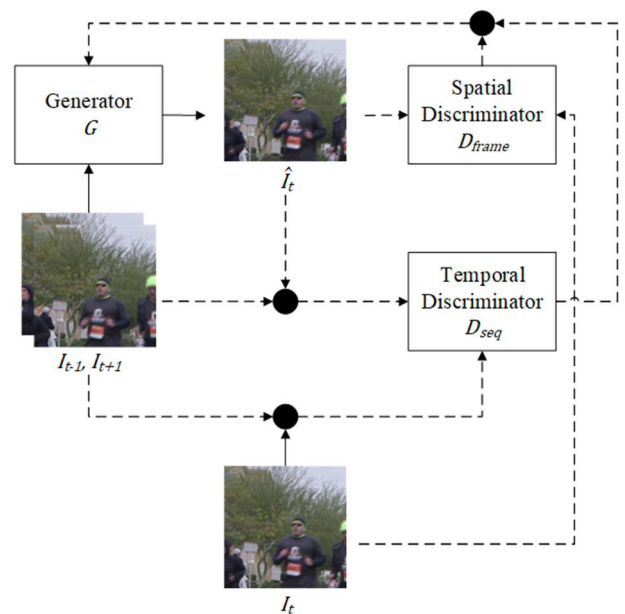 Generator
G
Spatial
Discriminator
D_frame
Î_t
Temporal
Discriminator
D_seq
I_t-1, I_t+1
I_t